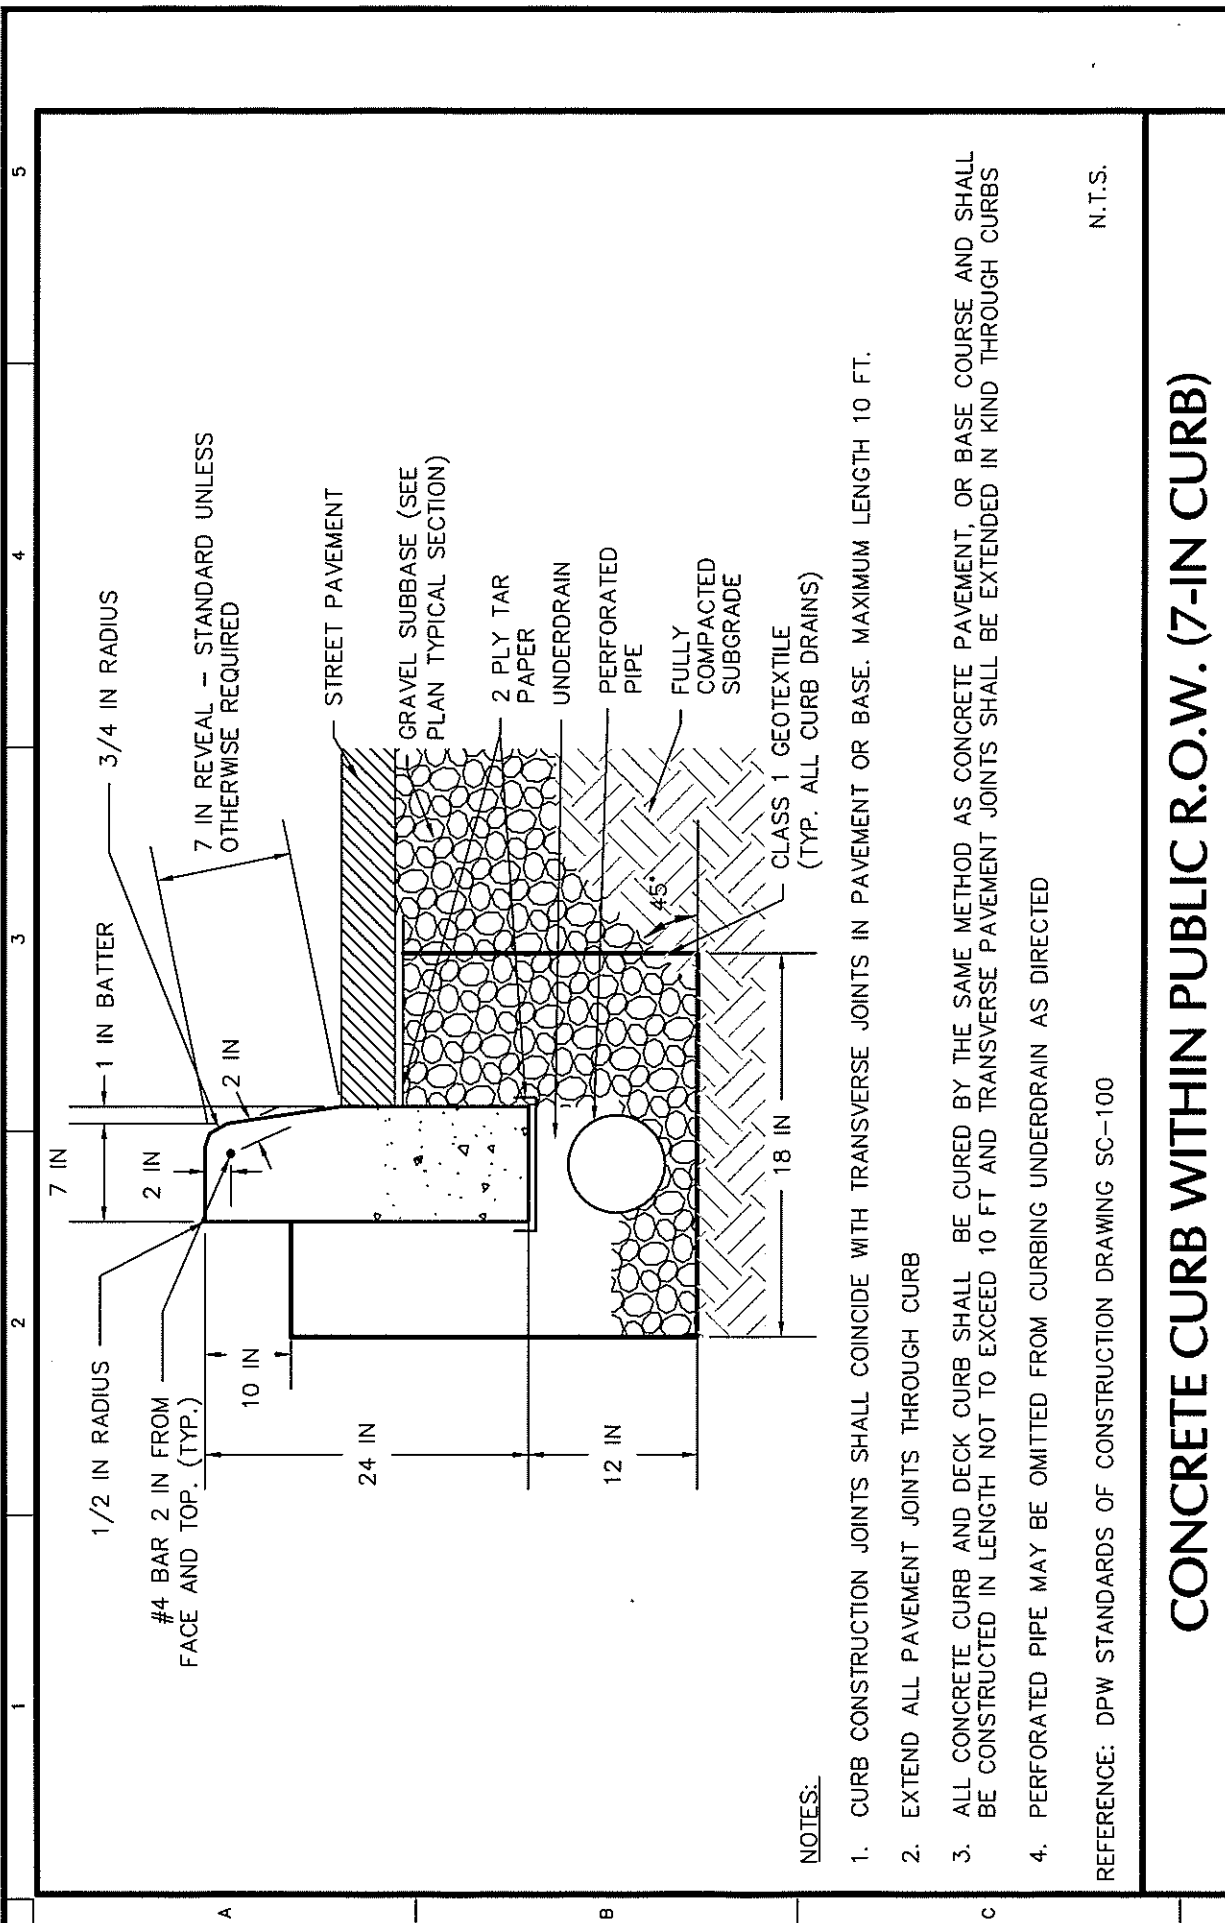 1
2
3
4
5
A
B
C
1/2 IN RADIUS
#4 BAR 2 IN FROM
FACE AND TOP. (TYP.)
7 IN
2 IN
2 IN
1 IN BATTER
3/4 IN RADIUS
7 IN REVEAL – STANDARD UNLESS
OTHERWISE REQUIRED
STREET PAVEMENT
GRAVEL SUBBASE (SEE
PLAN TYPICAL SECTION)
2 PLY TAR
PAPER
UNDERDRAIN
PERFORATED
PIPE
FULLY
COMPACTED
SUBGRADE
CLASS 1 GEOTEXTILE
(TYP. ALL CURB DRAINS)
10 IN
24 IN
12 IN
18 IN
45°
NOTES:
1. CURB CONSTRUCTION JOINTS SHALL COINCIDE WITH TRANSVERSE JOINTS IN PAVEMENT OR BASE. MAXIMUM LENGTH 10 FT.
2. EXTEND ALL PAVEMENT JOINTS THROUGH CURB
3. ALL CONCRETE CURB AND DECK CURB SHALL BE CURED BY THE SAME METHOD AS CONCRETE PAVEMENT, OR BASE COURSE AND SHALL
BE CONSTRUCTED IN LENGTH NOT TO EXCEED 10 FT AND TRANSVERSE PAVEMENT JOINTS SHALL BE EXTENDED IN KIND THROUGH CURBS
4. PERFORATED PIPE MAY BE OMITTED FROM CURBING UNDERDRAIN AS DIRECTED
REFERENCE: DPW STANDARDS OF CONSTRUCTION DRAWING SC–100
N.T.S.
CONCRETE CURB WITHIN PUBLIC R.O.W. (7-IN CURB)